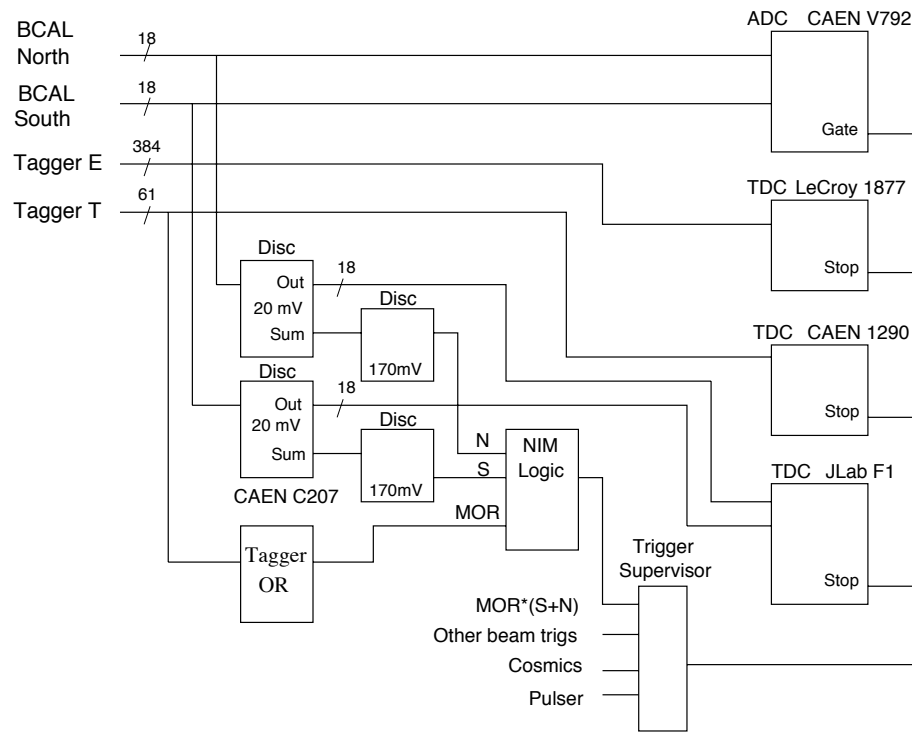 BCAL
North
18
ADC CAEN V792
BCAL
South
18
Gate
Tagger E
384
TDC LeCroy 1877
Tagger T
61
Stop
Disc
Out
20 mV
Sum
18
Disc
170mV
TDC CAEN 1290
Stop
Disc
Out
20 mV
Sum
18
Disc
170mV
CAEN C207
N
S
MOR
NIM
Logic
TDC JLab F1
Stop
Tagger
OR
Trigger
Supervisor
MOR*(S+N)
Other beam trigs
Cosmics
Pulser